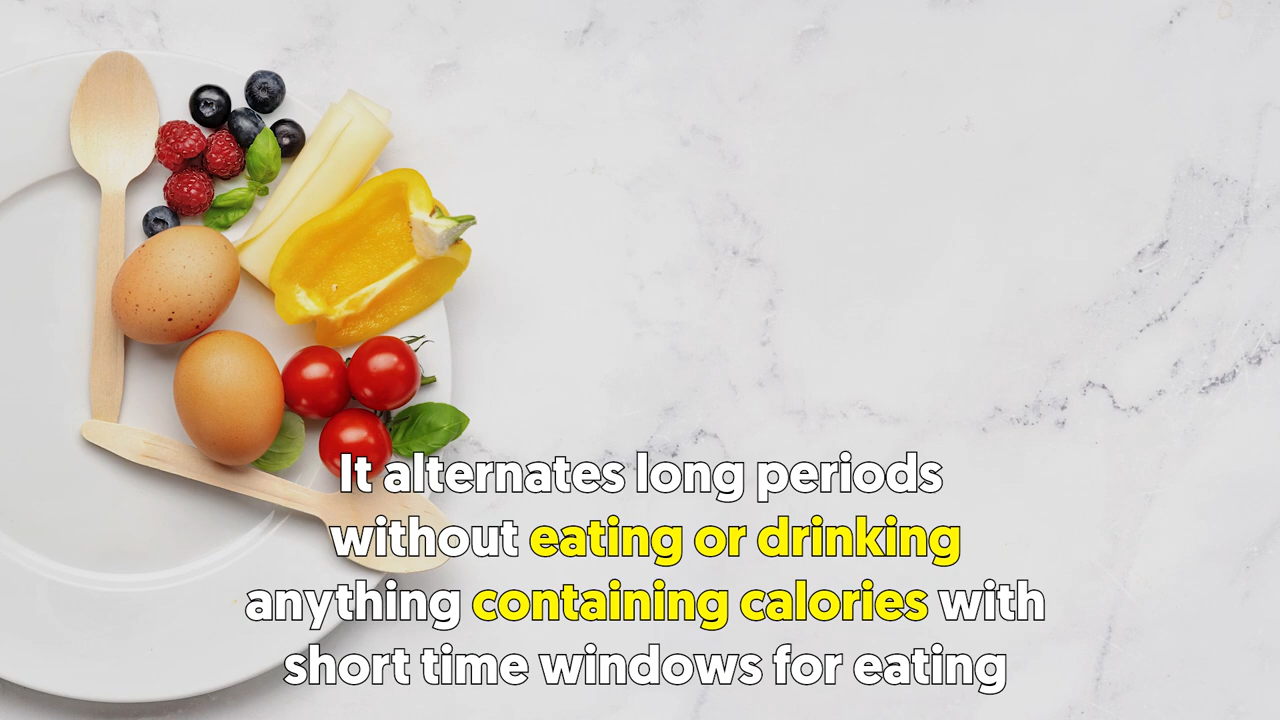 It alternates long periods
without eating or drinking
anything containing calories with
short time windows for eating